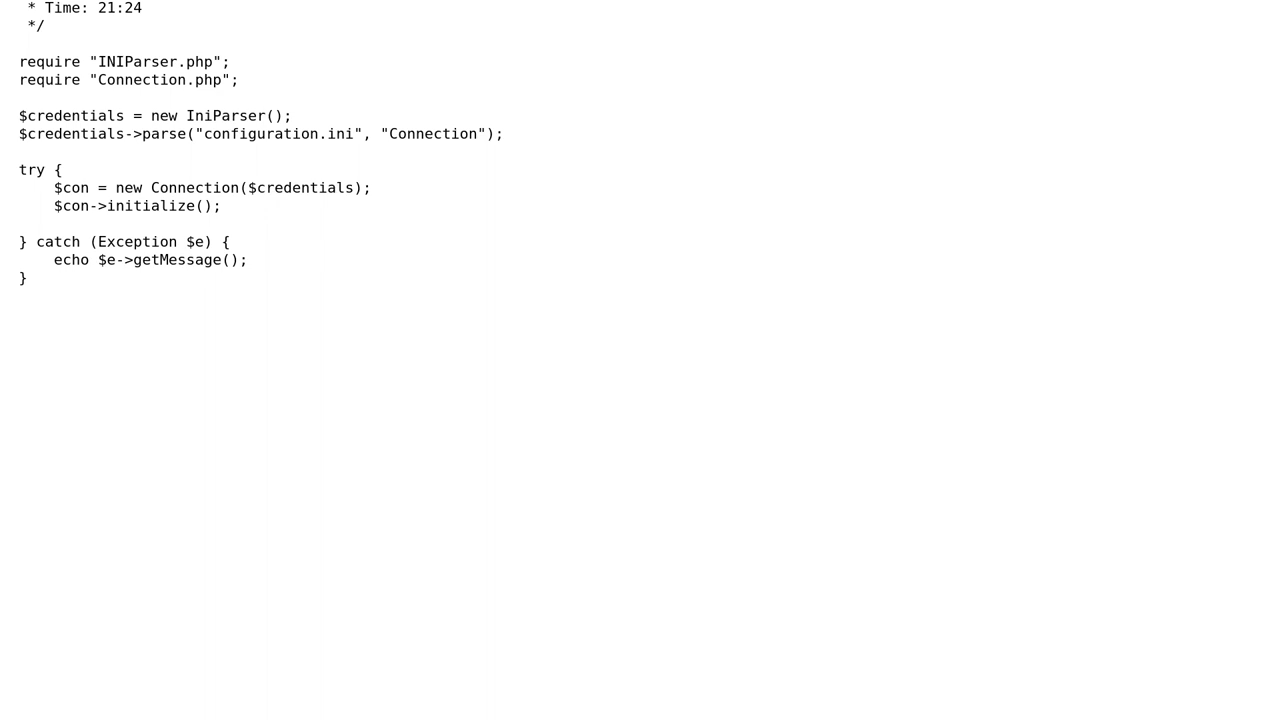 * Time: 21:24
 */

require "INIParser.php";
require "Connection.php";

$credentials = new IniParser();
$credentials->parse("configuration.ini", "Connection");

try {
    $con = new Connection($credentials);
    $con->initialize();

} catch (Exception $e) {
    echo $e->getMessage();
}